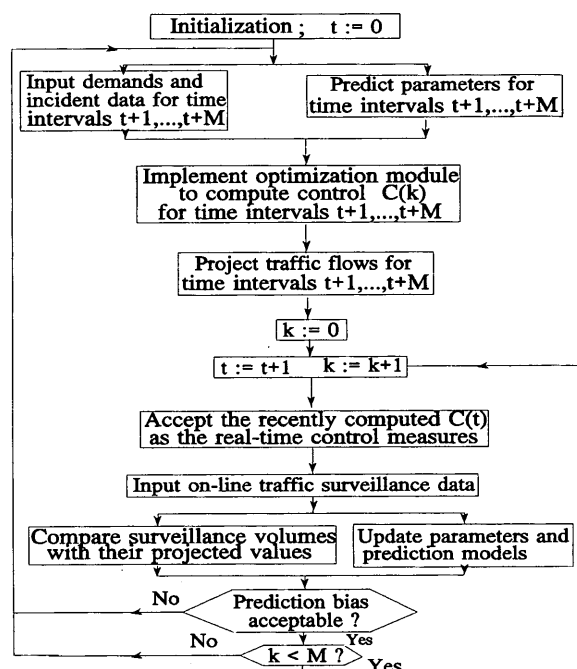 Initialization ; t := 0
Input demands and
incident data for time
intervals t+1,...,t+M
Predict parameters for
time intervals t+1,...,t+M
Implement optimization module
to compute control C(k)
for time intervals t+1,...,t+M
Project traffic flows for
time intervals t+1,...,t+M
k := 0
t := t+1 k := k+1
Accept the recently computed C(t)
as the real-time control measures
Input on-line traffic surveillance data
Compare surveillance volumes
with their projected values
Update parameters and
prediction models
No
Prediction bias
acceptable ?
Yes
No
k < M ?
Yes